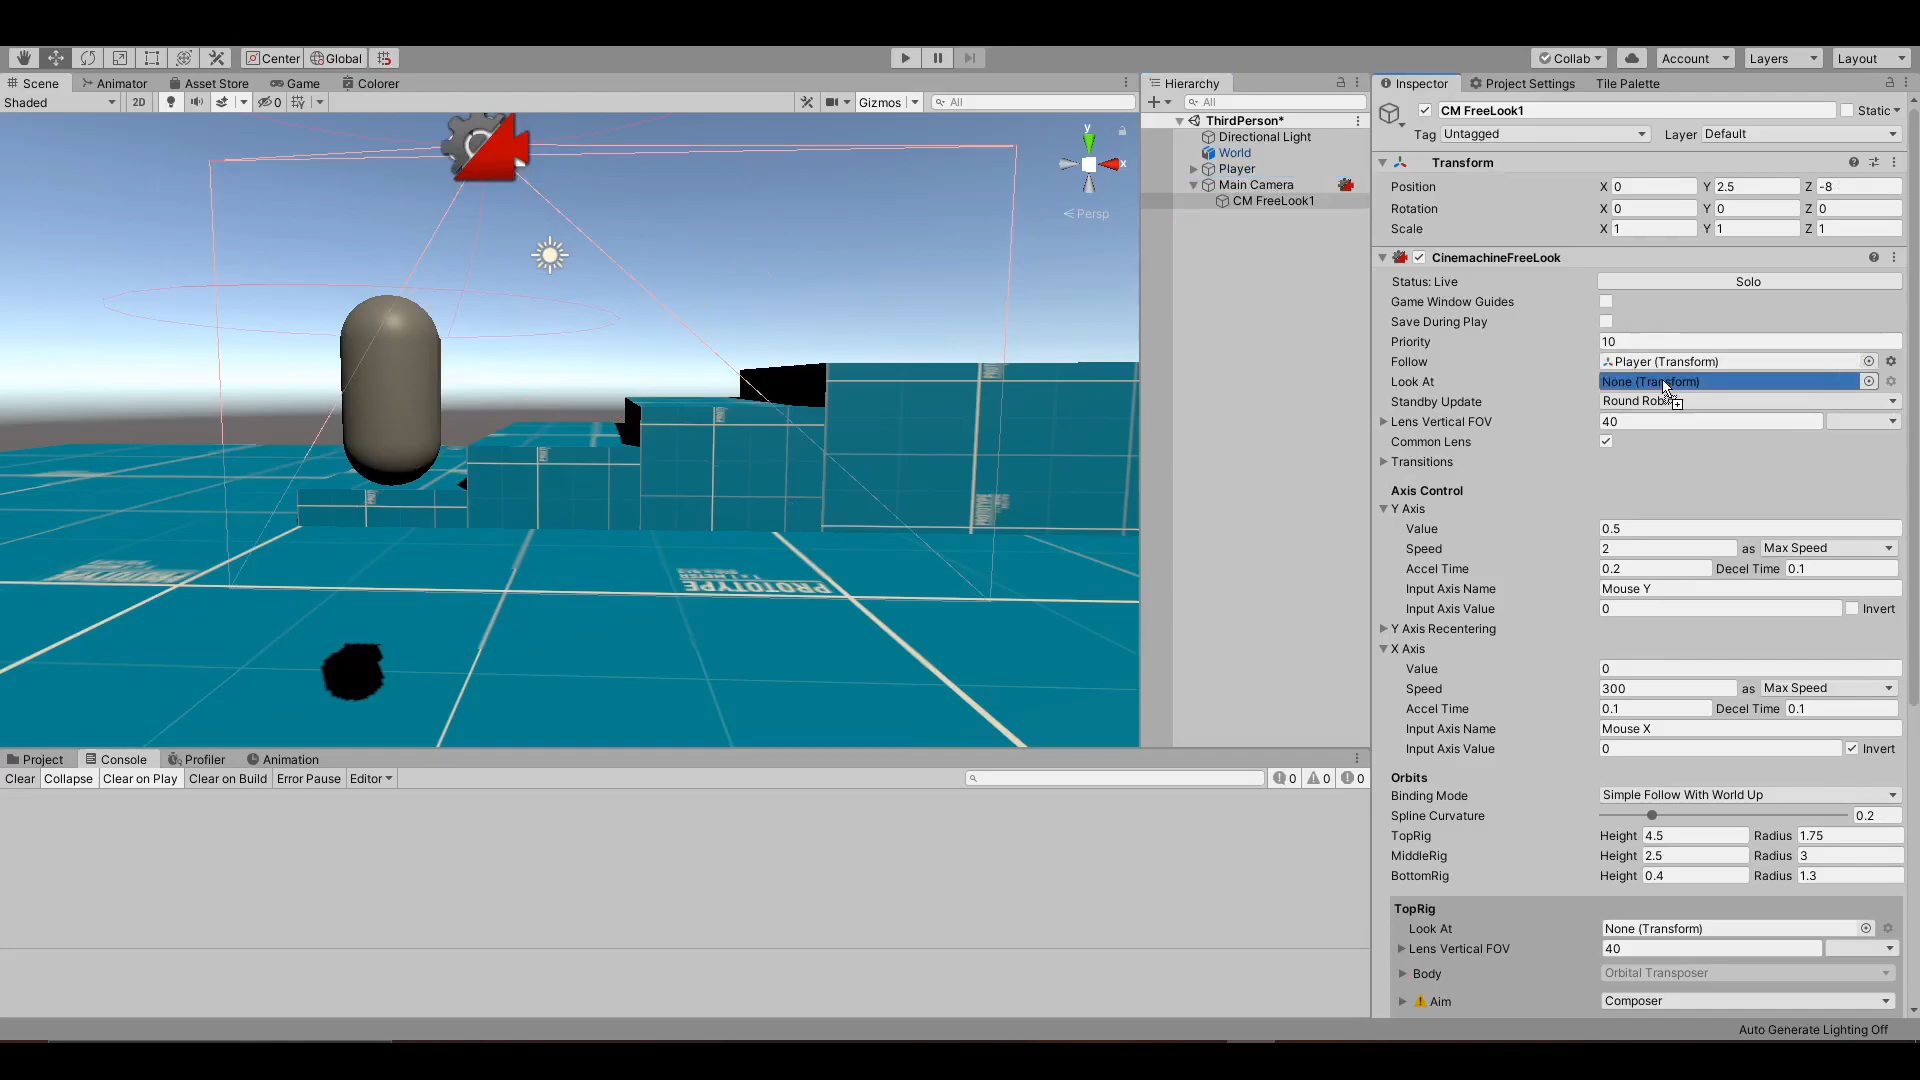 Center Global Collab Account Layers Layout
Scene Animator Asset Store Game Colorer Hierarchy Inspector Project Settings Tile Palette
Shaded 2D 0 Gizmos All All
CM FreeLook1 Static
Tag Untagged Layer Default
ThirdPerson*
Directional Light
World
Player
Main Camera
CM FreeLook1
y
x
Persp
Transform
Position X 0 Y 2.5 Z -8
Rotation X 0 Y 0 Z 0
Scale X 1 Y 1 Z 1
CinemachineFreeLook
Status: Live Solo
Game Window Guides
Save During Play
Priority 10
Follow Player (Transform)
Look At None (Transform)
Standby Update Round Rob
Lens Vertical FOV 40
Common Lens
Transitions
Axis Control
Y Axis
Value 0.5
Speed 2 as Max Speed
Accel Time 0.2 Decel Time 0.1
Input Axis Name Mouse Y
Input Axis Value 0 Invert
Y Axis Recentering
X Axis
Value 0
Speed 300 as Max Speed
Accel Time 0.1 Decel Time 0.1
Input Axis Name Mouse X
Input Axis Value 0 Invert
Orbits
Binding Mode Simple Follow With World Up
Spline Curvature 0.2
TopRig Height 4.5 Radius 1.75
MiddleRig Height 2.5 Radius 3
BottomRig Height 0.4 Radius 1.3
TopRig
Look At None (Transform)
Lens Vertical FOV 40
Body Orbital Transposer
Aim Composer
PROTOTYPE
Project Console Profiler Animation
Clear Collapse Clear on Play Clear on Build Error Pause Editor 0 0 0
Auto Generate Lighting Off